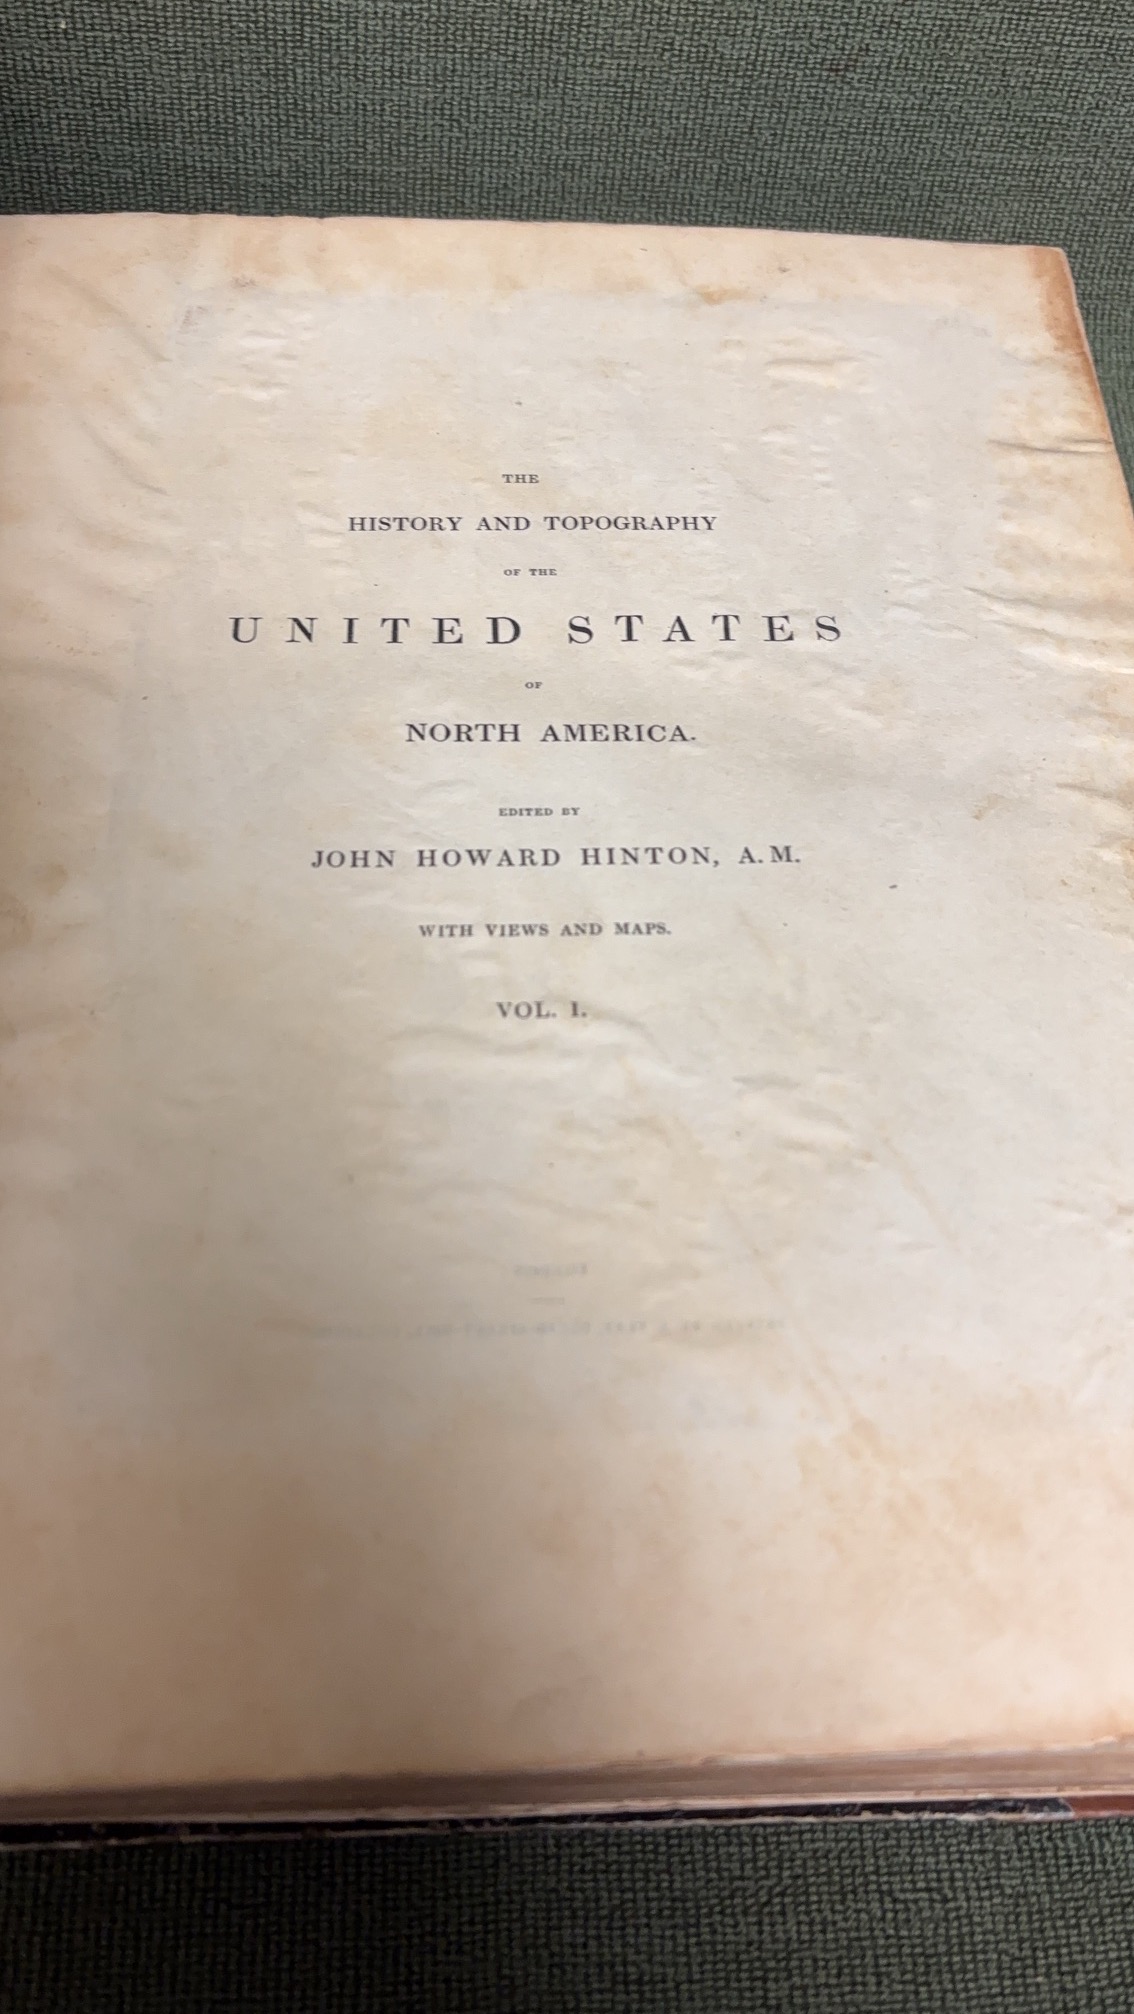 THE
HISTORY AND TOPOGRAPHY
OF THE
UNITED STATES
OF
NORTH AMERICA.
EDITED BY
JOHN HOWARD HINTON, A.M.
WITH VIEWS AND MAPS.
VOL. I.